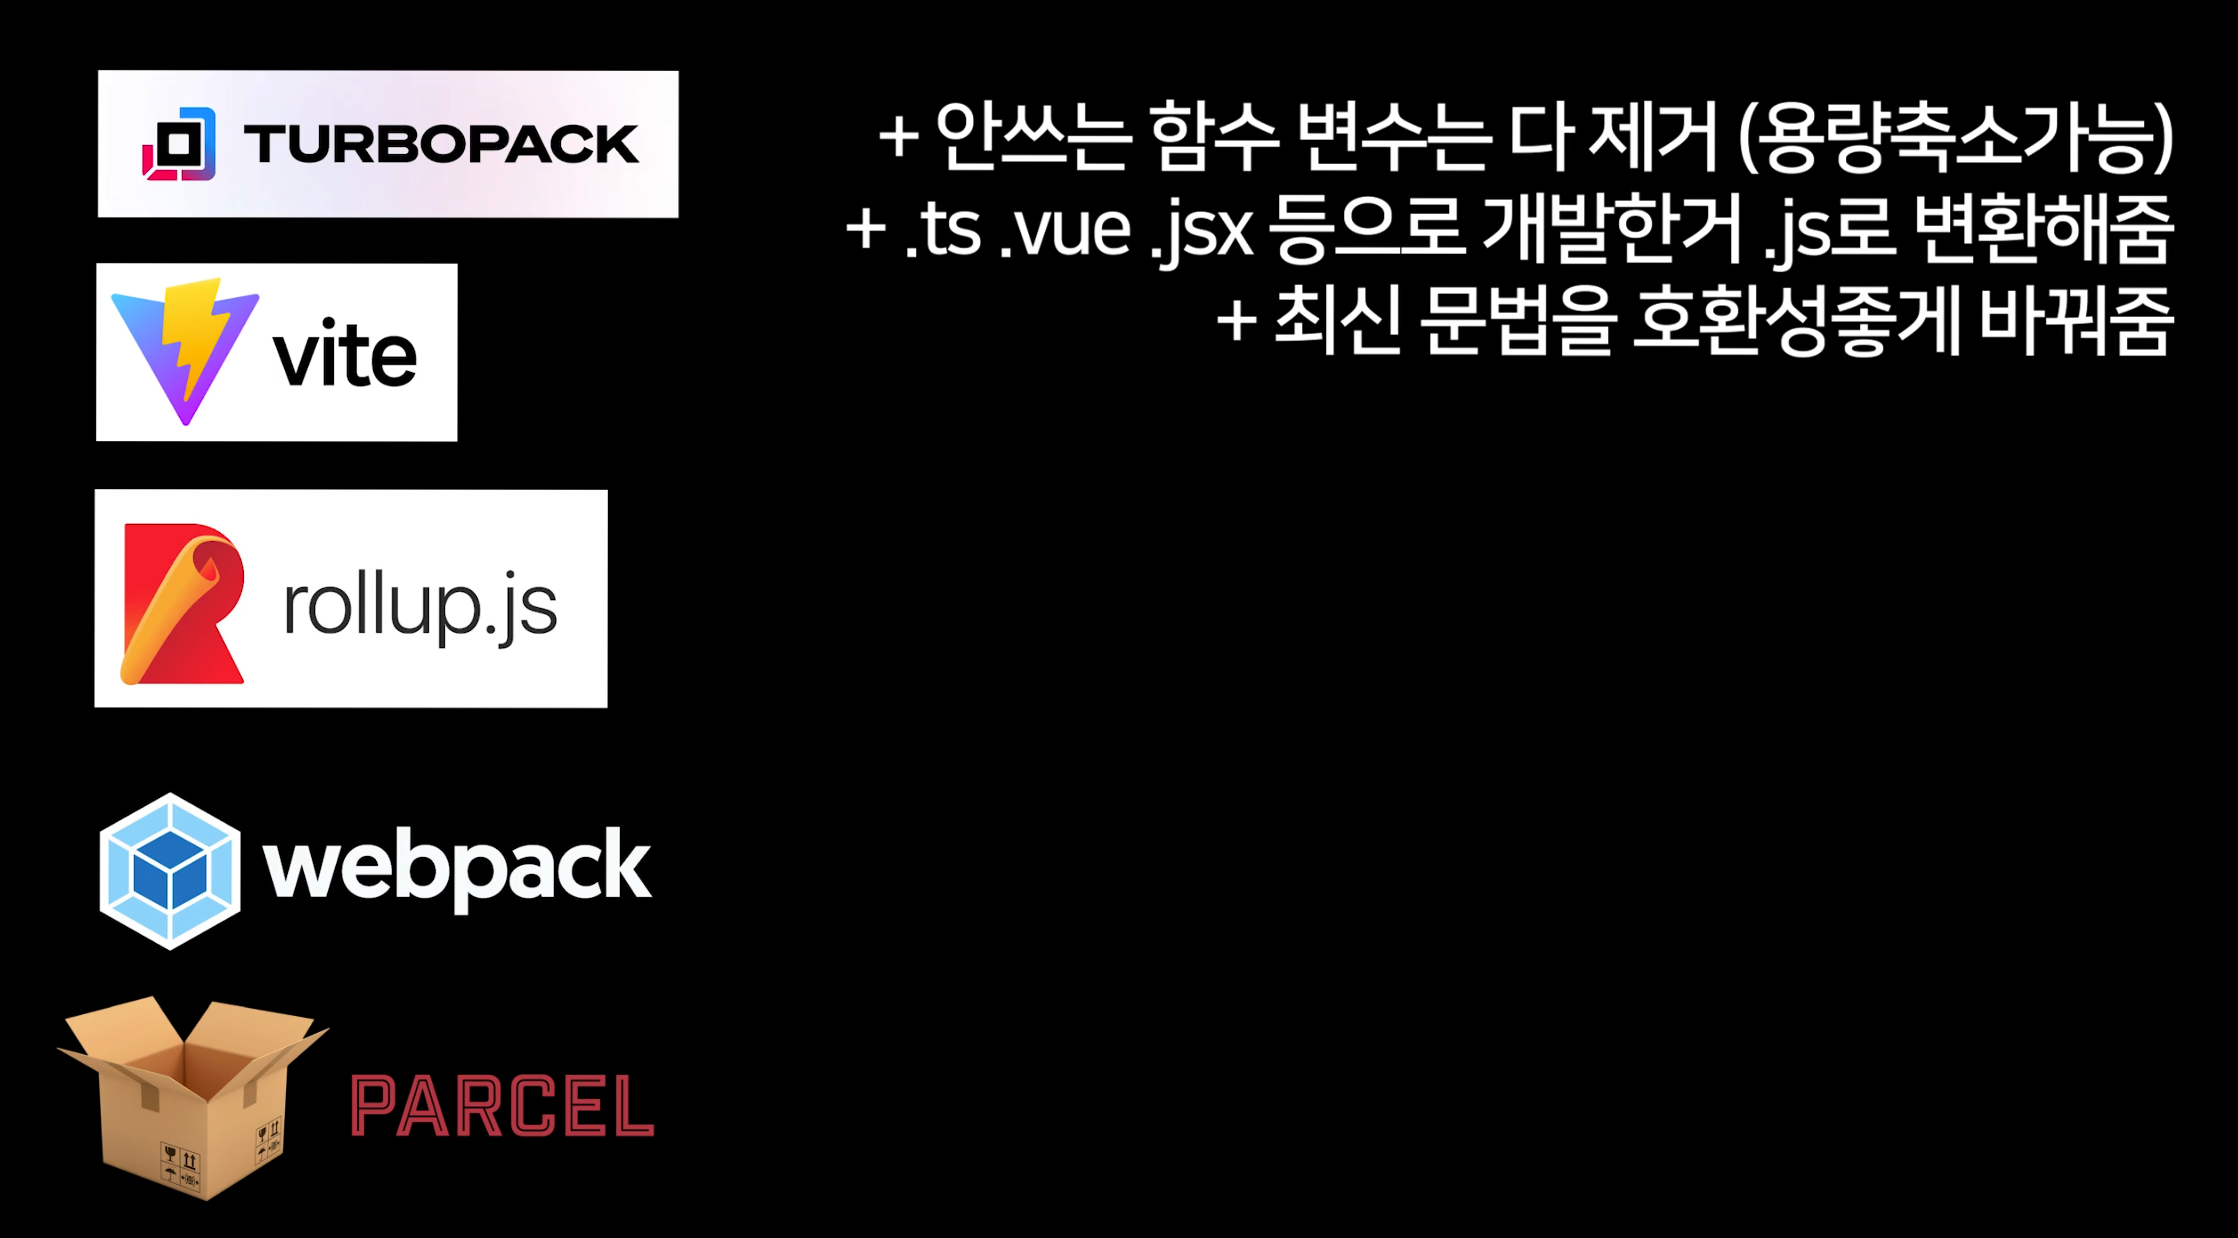 TURBOPACK
vite
rollup.js
webpack
PARCEL
+ 안쓰는 함수 변수는 다 제거 (용량축소가능)
+ .ts .vue .jsx 등으로 개발한거 .js로 변환해줌
+ 최신 문법을 호환성좋게 바꿔줌